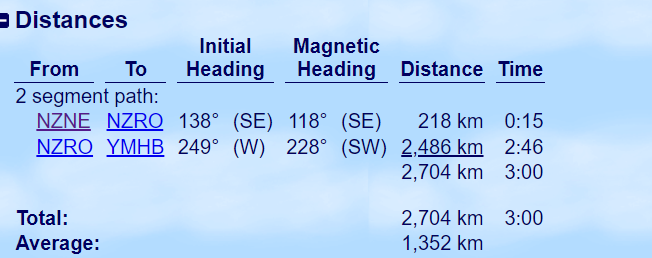 Distances
Initial Magnetic
From To Heading Heading Distance Time
2 segment path:
NZNE NZRO 138° (SE) 118° (SE) 218 km 0:15
NZRO YMHB 249° (W) 228° (SW) 2,486 km 2:46
2,704 km 3:00
Total: 2,704 km 3:00
Average: 1,352 km